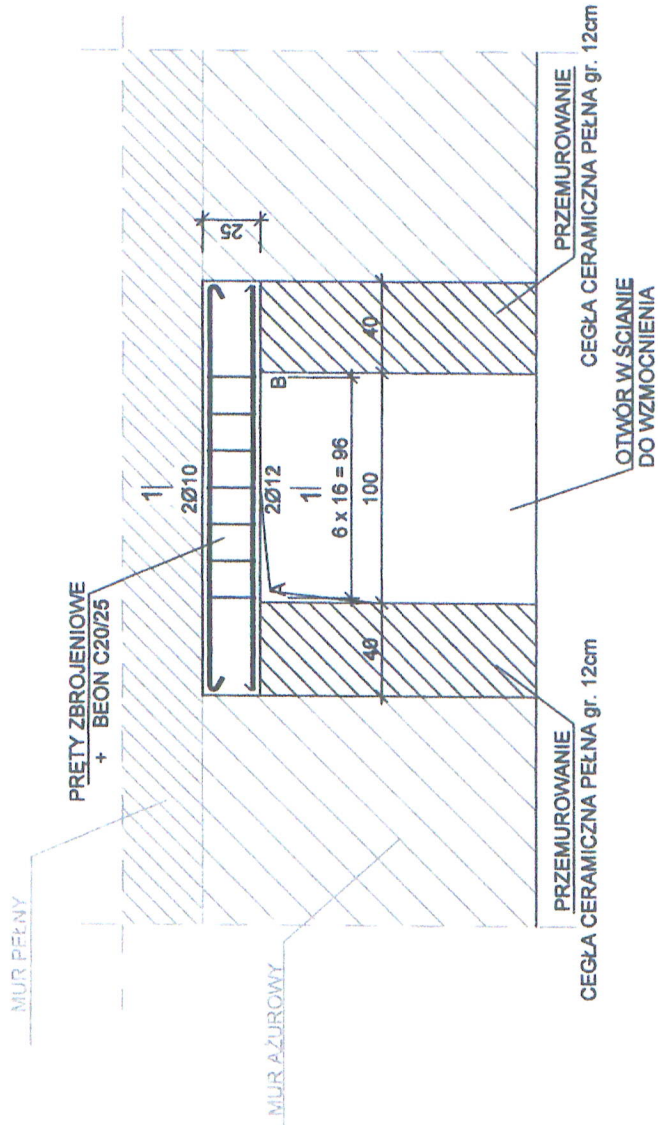 MUR PEŁNY
PRĘTY ZBROJENIOWE
+ BEON C20/25
1
2Ø10
25
MUR AŻUROWY
A
2Ø12
B
1
6 x 16 = 96
40
100
40
PRZEMUROWANIE
CEGŁA CERAMICZNA PEŁNA gr. 12cm
OTWÓR W ŚCIANIE
DO WZMOCNIENIA
PRZEMUROWANIE
CEGŁA CERAMICZNA PEŁNA gr. 12cm